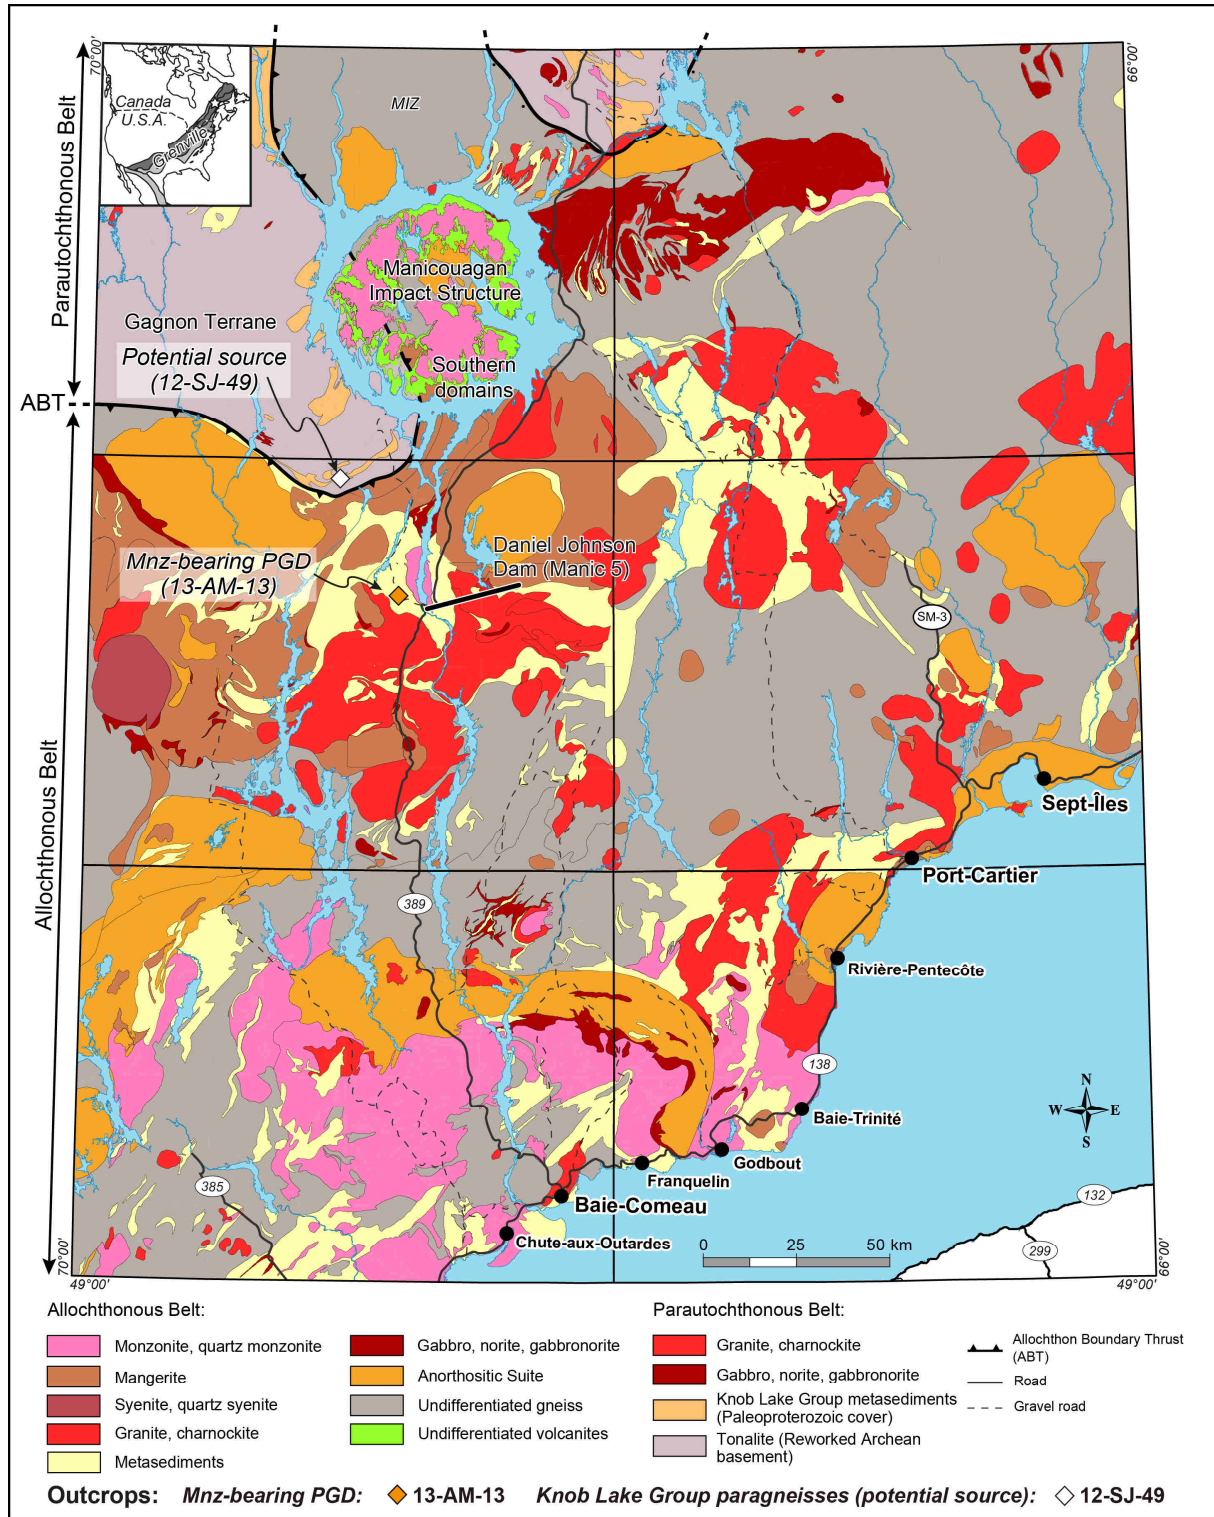 70°00'
66°00'
Canada
U.S.A.
Grenville
MIZ
Parautochthonous Belt
Manicouagan
Impact Structure
Gagnon Terrane
Potential source
(12-SJ-49)
Southern
domains
ABT
Mnz-bearing PGD
(13-AM-13)
Daniel Johnson
Dam (Manic 5)
SM-3
Allochthonous Belt
Sept-Îles
Port-Cartier
389
Rivière-Pentecôte
138
N
W E
S
Baie-Trinité
Godbout
Franquelin
385
Baie-Comeau
132
Chute-aux-Outardes
299
0 25 50 km
70°00'
49°00'
66°00'
49°00'
Allochthonous Belt:
Monzonite, quartz monzonite
Mangerite
Syenite, quartz syenite
Granite, charnockite
Metasediments
Gabbro, norite, gabbronorite
Anorthositic Suite
Undifferentiated gneiss
Undifferentiated volcanites
Parautochthonous Belt:
Granite, charnockite
Gabbro, norite, gabbronorite
Knob Lake Group metasediments
(Paleoproterozoic cover)
Tonalite (Reworked Archean
basement)
Allochthon Boundary Thrust
(ABT)
Road
Gravel road
Outcrops: Mnz-bearing PGD: 13-AM-13 Knob Lake Group paragneisses (potential source): 12-SJ-49